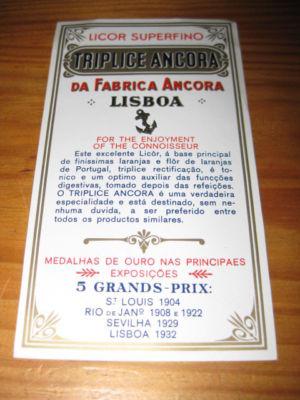 LICOR SUPERFINO
TRIPLICE ANCORA
DA FABRICA ANCORA
LISBOA
FOR THE ENJOYMENT
OF THE CONNOISSEUR
Este excelente Licôr, á base principal
de finissimas laranjas e flôr de laranjas
de Portugal, triplice rectificação, é to-
nico e um optimo auxiliar das funcções
digestivas, tomado depois das refeições.
O TRIPLICE ANCORA é uma verdadeira
especialidade e está destinado, sem ne-
nhuma duvida, a ser preferido entre
todos os productos similares.
MEDALHAS DE OURO NAS PRINCIPAES
EXPOSIÇÕES
5 GRANDS-PRIX:
ST. LOUIS 1904
RIO DE JANº 1908 E 1922
SEVILHA 1929
LISBOA 1932